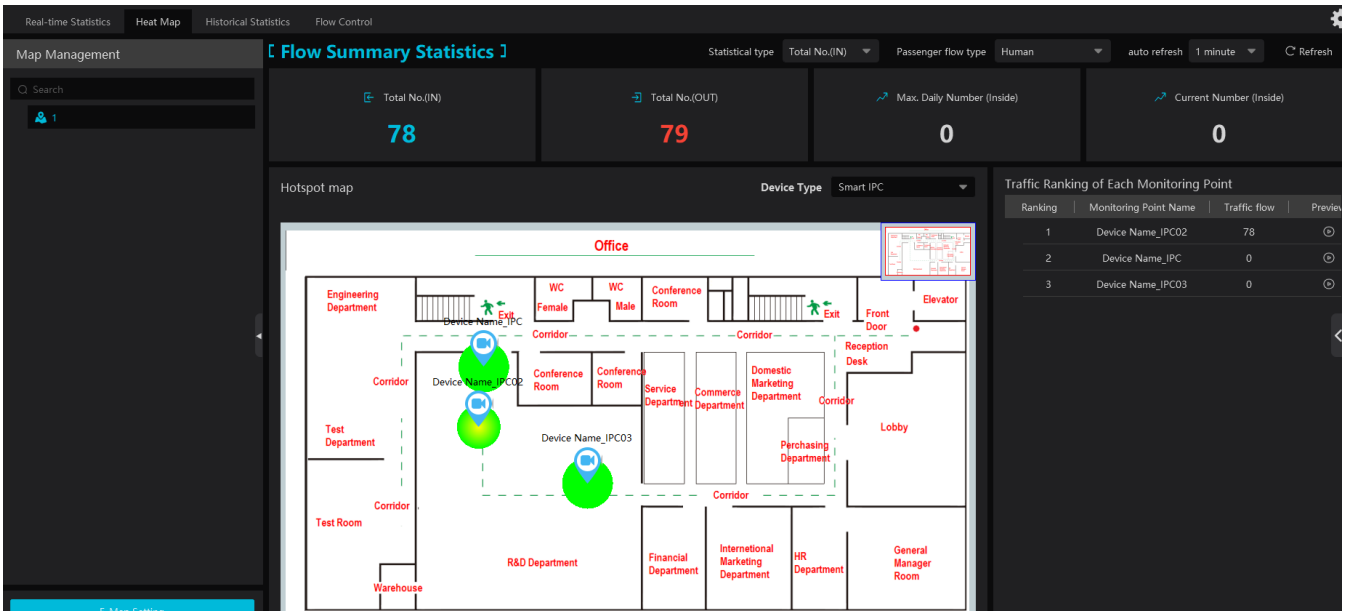 Real-time Statistics Heat Map Historical Statistics Flow Control
Map Management
Search
1
[ Flow Summary Statistics ]
Statistical type Total No.(IN) Passenger flow type Human auto refresh 1 minute Refresh
Total No.(IN)
78
Total No.(OUT)
79
Max. Daily Number (Inside)
0
Current Number (Inside)
0
Hotspot map
Device Type Smart IPC
Office
Engineering
Department
Exit
WC
Female
WC
Male
Conference
Room
Exit
Front
Door
Elevator
Device Name_IPC
Corridor
Corridor
Reception
Desk
Corridor
Device Name_IPC02
Conference
Room
Conference
Room
Service
Department
Commerce
Department
Domestic
Marketing
Department
Corridor
Test
Department
Device Name_IPC03
Perchasing
Department
Lobby
Corridor
Corridor
Test Room
R&D Department
Warehouse
Financial
Department
International
Marketing
Department
HR
Department
General
Manager
Room
Traffic Ranking of Each Monitoring Point
Ranking Monitoring Point Name Traffic flow Preview
1 Device Name_IPC02 78
2 Device Name_IPC 0
3 Device Name_IPC03 0